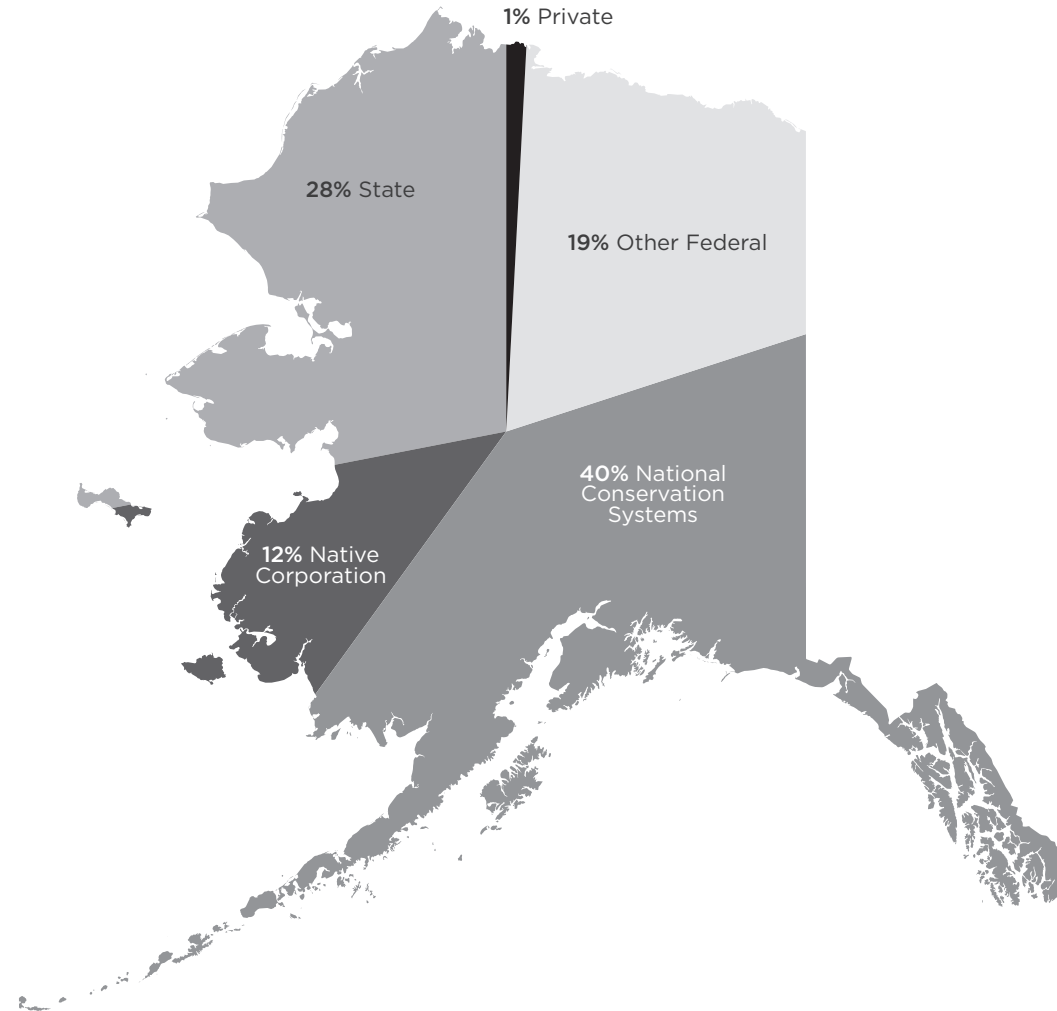 1% Private
28% State
19% Other Federal
40% National
Conservation
Systems
12% Native
Corporation